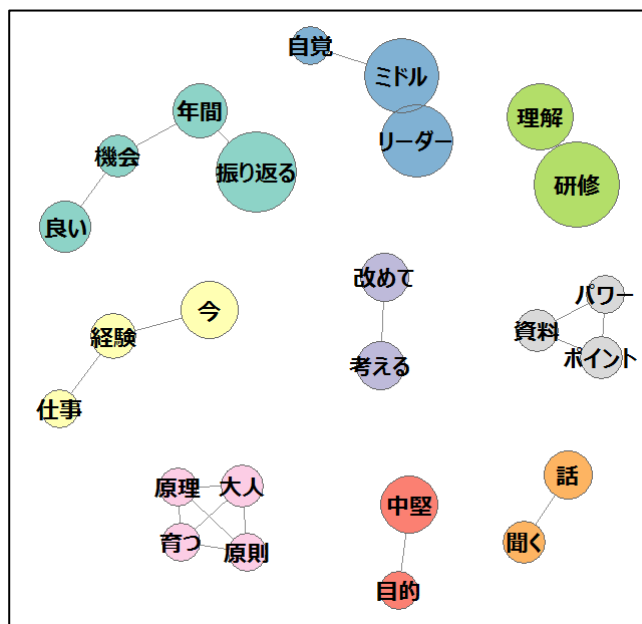 自覚
ミドル
リーダー
年間
機会
振り返る
良い
理解
研修
今
経験
仕事
改めて
考える
パワー
資料
ポイント
原理
大人
育つ
原則
中堅
目的
話
聞く